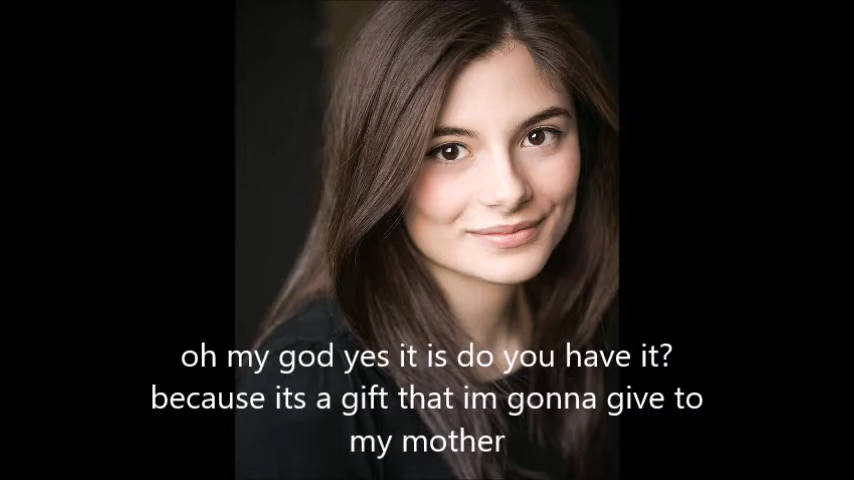 oh my god yes it is do you have it?
because its a gift that im gonna give to
my mother